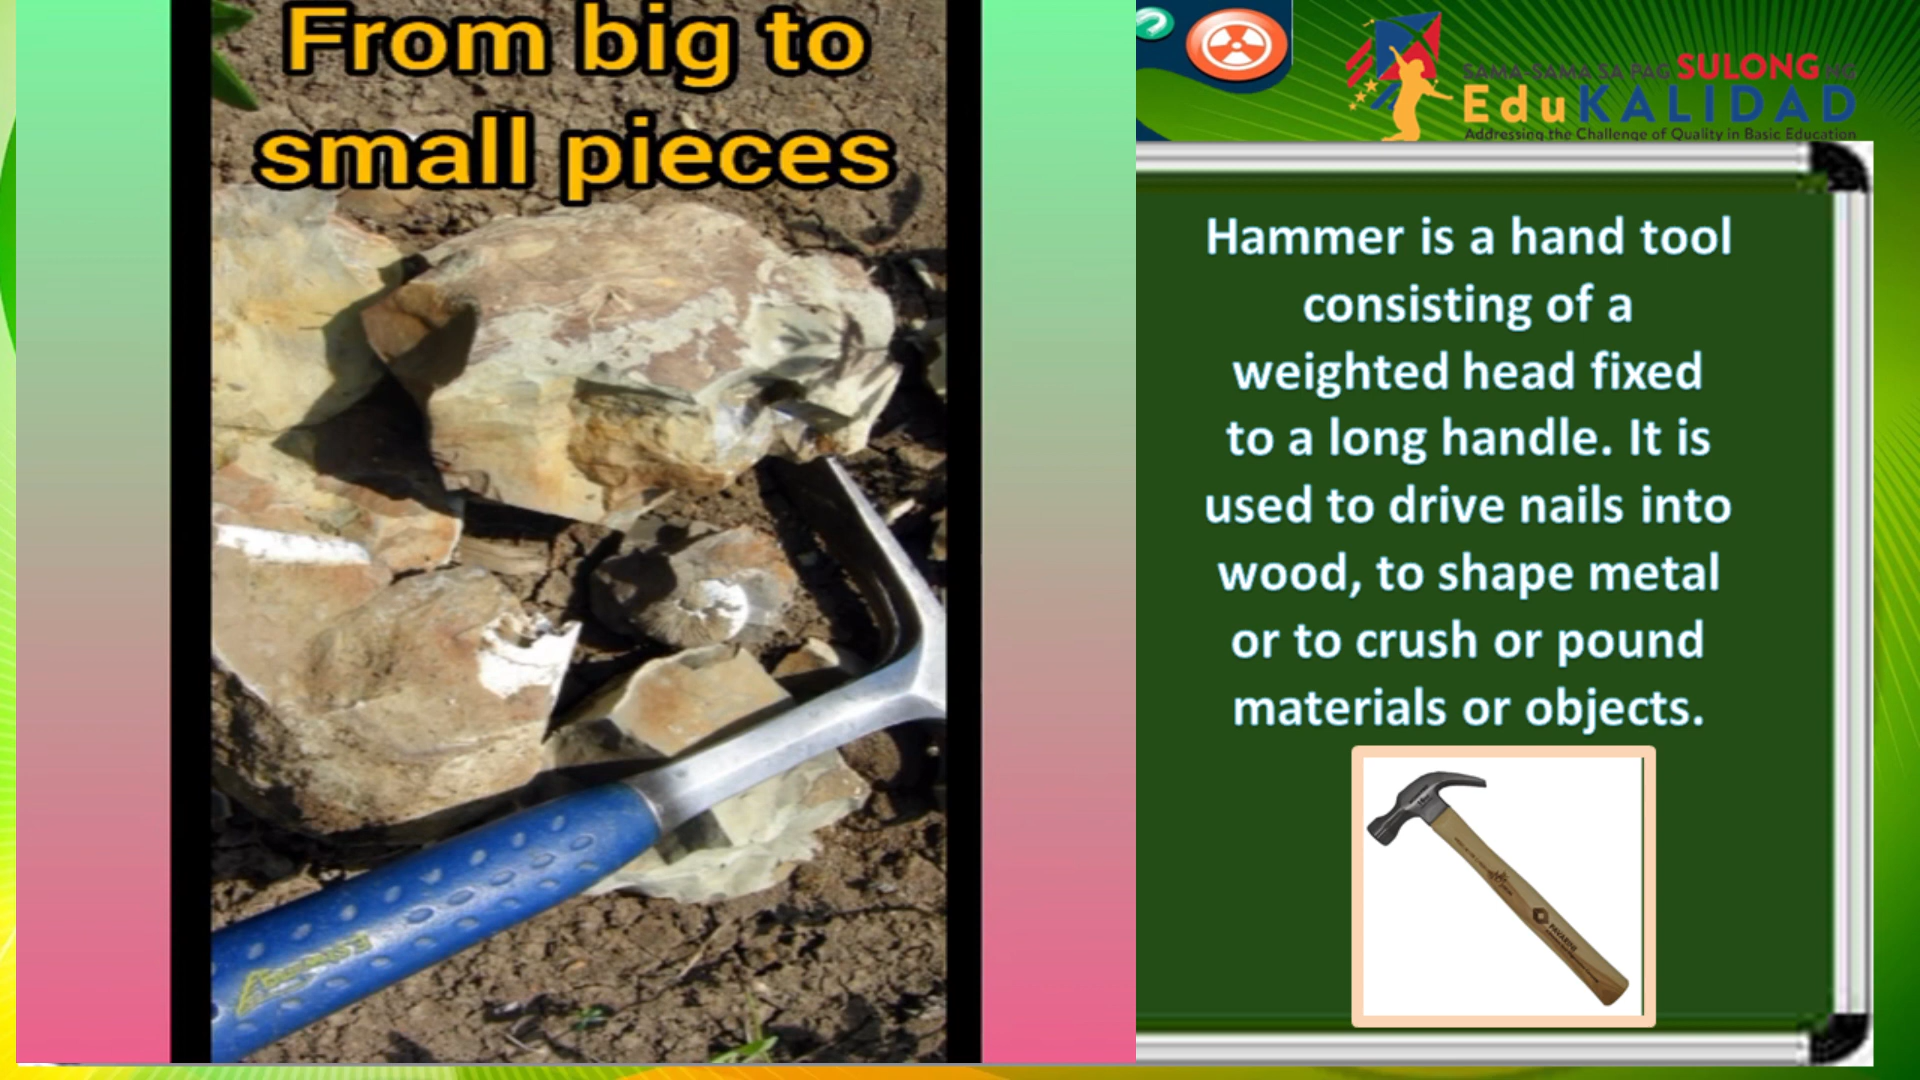 From big to
small pieces
SAMA-SAMA SA PAG SULONG NG
EduKALIDAD
Addressing the Challenge of Quality in Basic Education
Hammer is a hand tool
consisting of a
weighted head fixed
to a long handle. It is
used to drive nails into
wood, to shape metal
or to crush or pound
materials or objects.